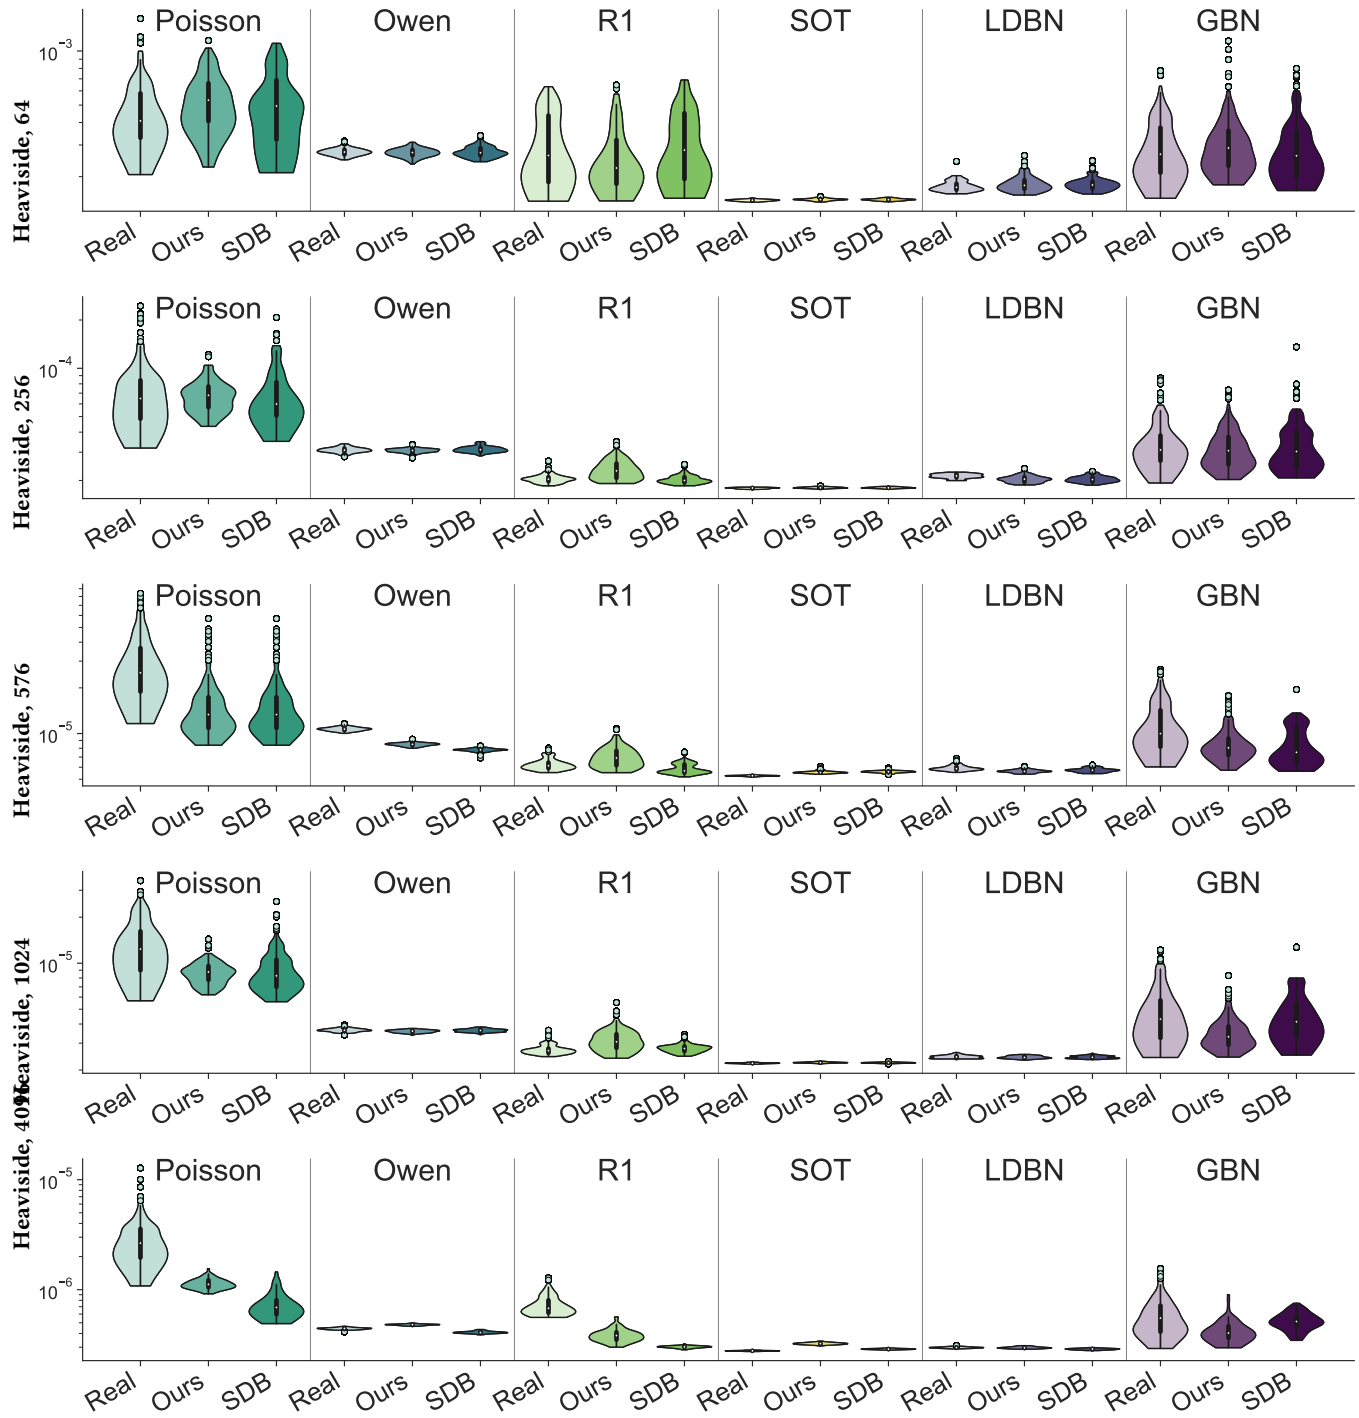 Poisson Owen R1 SOT LDBN GBN
10−3
Heaviside, 64
Real Ours SDB Real Ours SDB Real Ours SDB Real Ours SDB Real Ours SDB Real Ours SDB
Poisson Owen R1 SOT LDBN GBN
10−4
Heaviside, 256
Real Ours SDB Real Ours SDB Real Ours SDB Real Ours SDB Real Ours SDB Real Ours SDB
Poisson Owen R1 SOT LDBN GBN
10−5
Heaviside, 576
Real Ours SDB Real Ours SDB Real Ours SDB Real Ours SDB Real Ours SDB Real Ours SDB
Poisson Owen R1 SOT LDBN GBN
10−5
Heaviside, 1024
Real Ours SDB Real Ours SDB Real Ours SDB Real Ours SDB Real Ours SDB Real Ours SDB
Poisson Owen R1 SOT LDBN GBN
10−5
10−6
Heaviside, 4096
Real Ours SDB Real Ours SDB Real Ours SDB Real Ours SDB Real Ours SDB Real Ours SDB